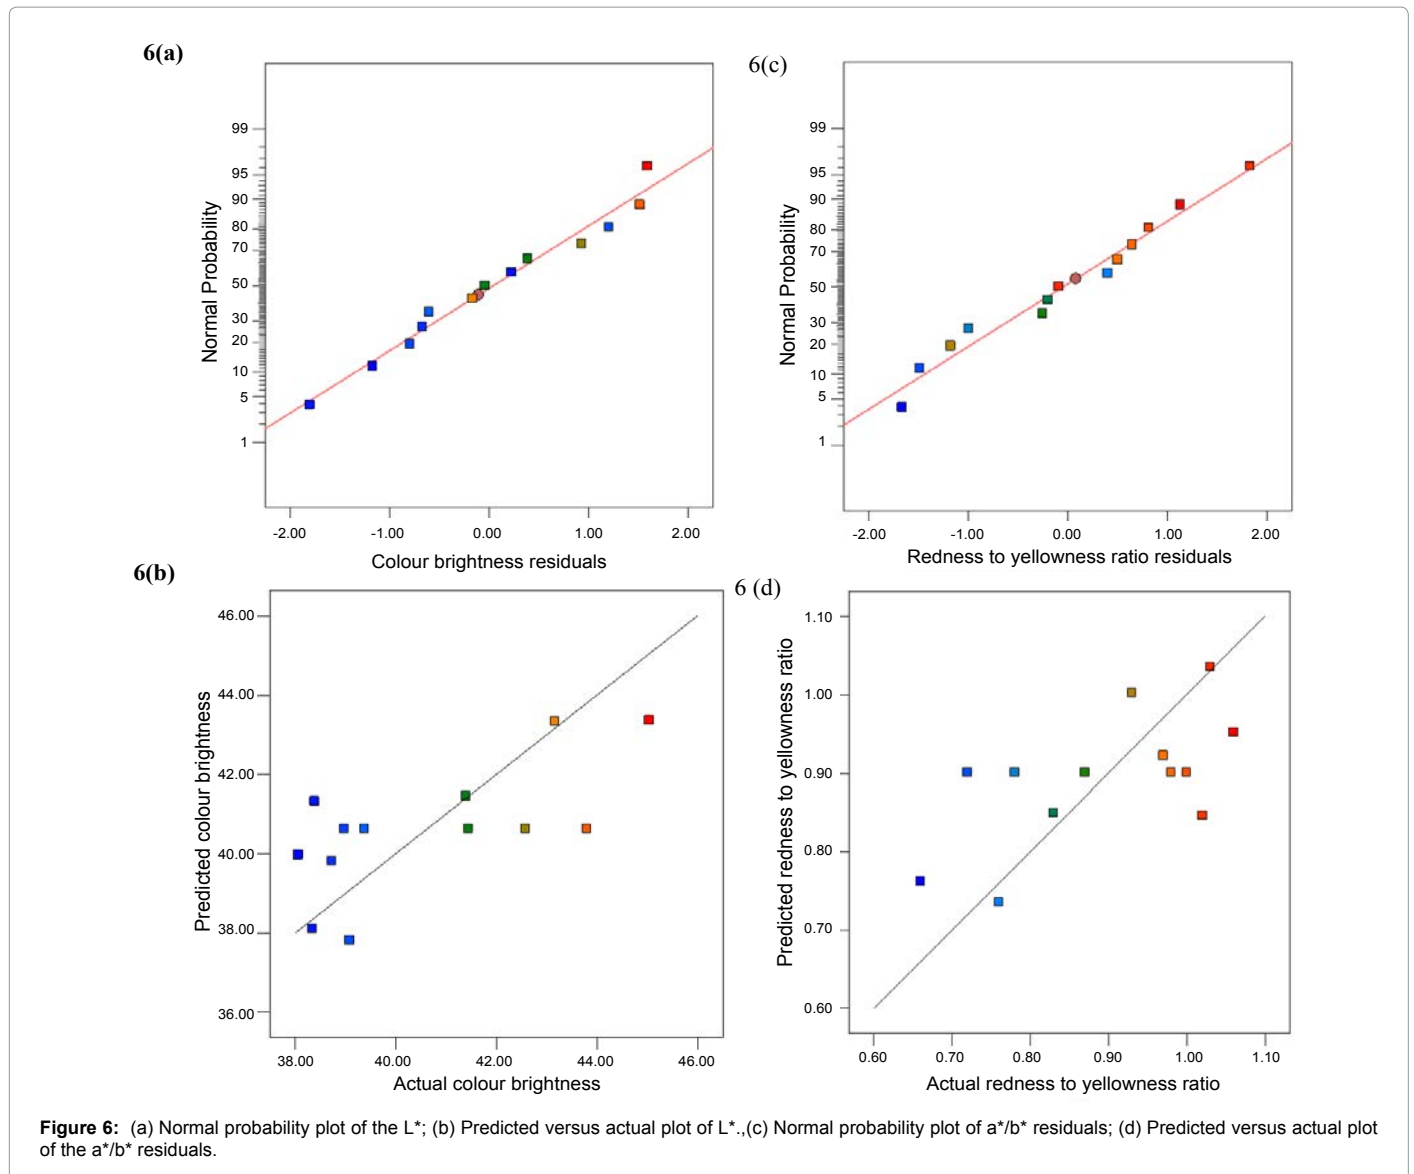 6(a)
99
95
90
80
70
50
30
20
10
5
1
Normal Probability
-2.00 -1.00 0.00 1.00 2.00
Colour brightness residuals
6(c)
99
95
90
80
70
50
30
20
10
5
1
Normal Probability
-2.00 -1.00 0.00 1.00 2.00
Redness to yellowness ratio residuals
6(b)
46.00
44.00
42.00
40.00
38.00
36.00
Predicted colour brightness
38.00 40.00 42.00 44.00 46.00
Actual colour brightness
6 (d)
1.10
1.00
0.90
0.80
0.70
0.60
Predicted redness to yellowness ratio
0.60 0.70 0.80 0.90 1.00 1.10
Actual redness to yellowness ratio
Figure 6: (a) Normal probability plot of the L*; (b) Predicted versus actual plot of L*.,(c) Normal probability plot of a*/b* residuals; (d) Predicted versus actual plot
of the a*/b* residuals.